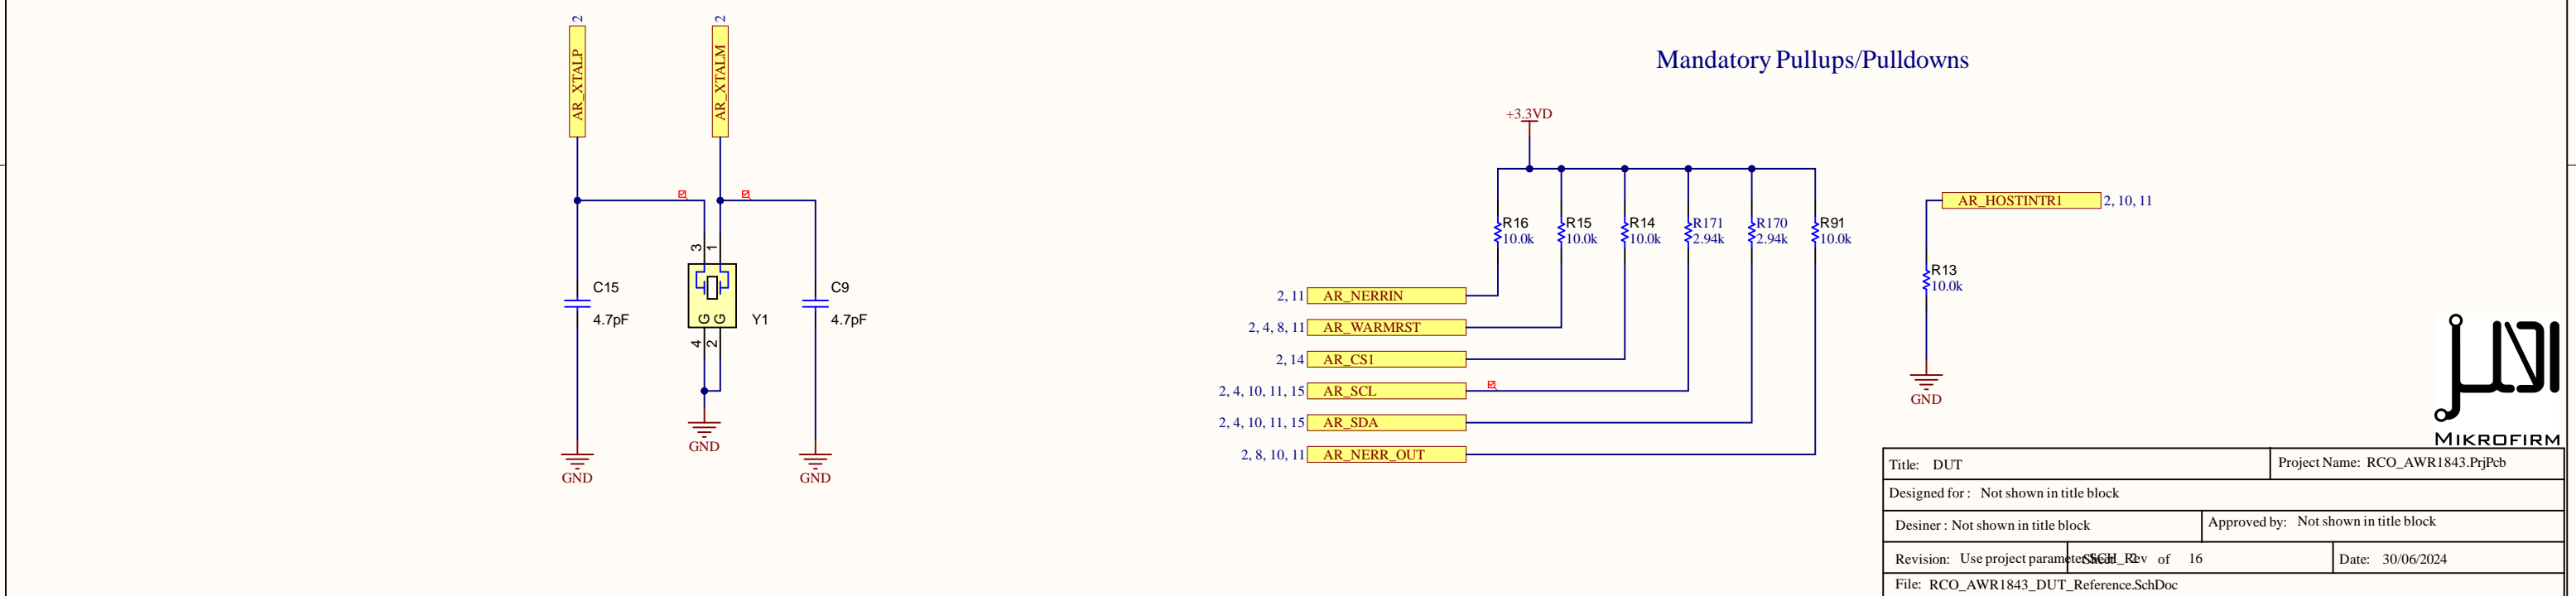 2
2
AR_XTALP
AR_XTALM
3
1
C15
4.7pF
C9
4.7pF
G G
Y1
4
2
GND
GND
GND
Mandatory Pullups/Pulldowns
+3.3VD
R16
10.0k
R15
10.0k
R14
10.0k
R171
2.94k
R170
2.94k
R91
10.0k
2, 11 AR_NERRIN
2, 4, 8, 11 AR_WARMRST
2, 14 AR_CS1
2, 4, 10, 11, 15 AR_SCL
2, 4, 10, 11, 15 AR_SDA
2, 8, 10, 11 AR_NERR_OUT
AR_HOSTINTR1 2, 10, 11
R13
10.0k
GND
MIKROFIRM
Title: DUT
Project Name: RCO_AWR1843.PrjPcb
Designed for : Not shown in title block
Desiner : Not shown in title block
Approved by: Not shown in title block
Revision: Use project parameter SCH_Rev
of 16
Date: 30/06/2024
File: RCO_AWR1843_DUT_Reference.SchDoc